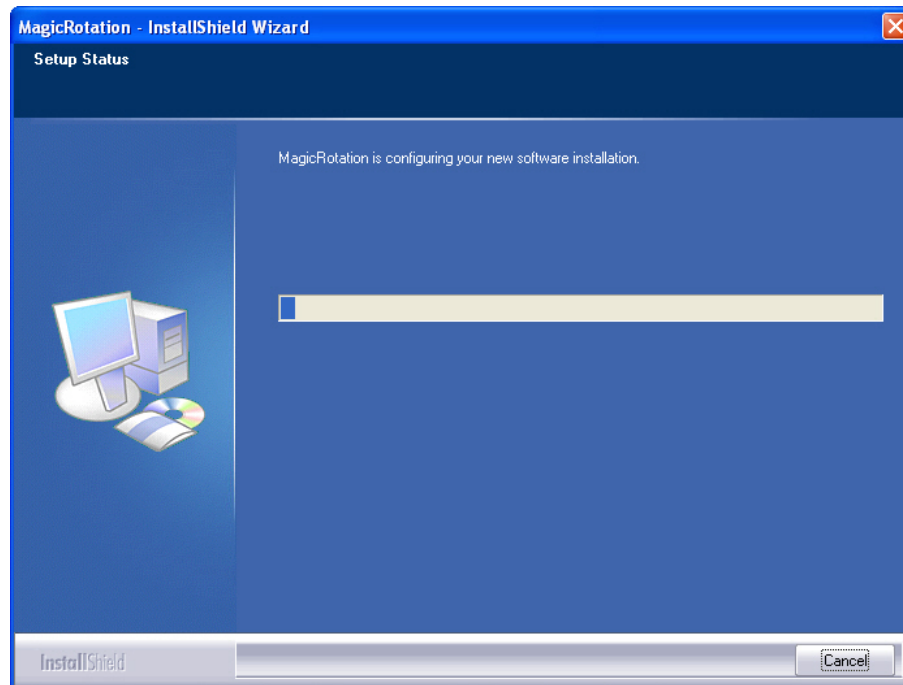 MagicRotation - InstallShield Wizard
Setup Status
MagicRotation is configuring your new software installation.
InstallShield
Cancel